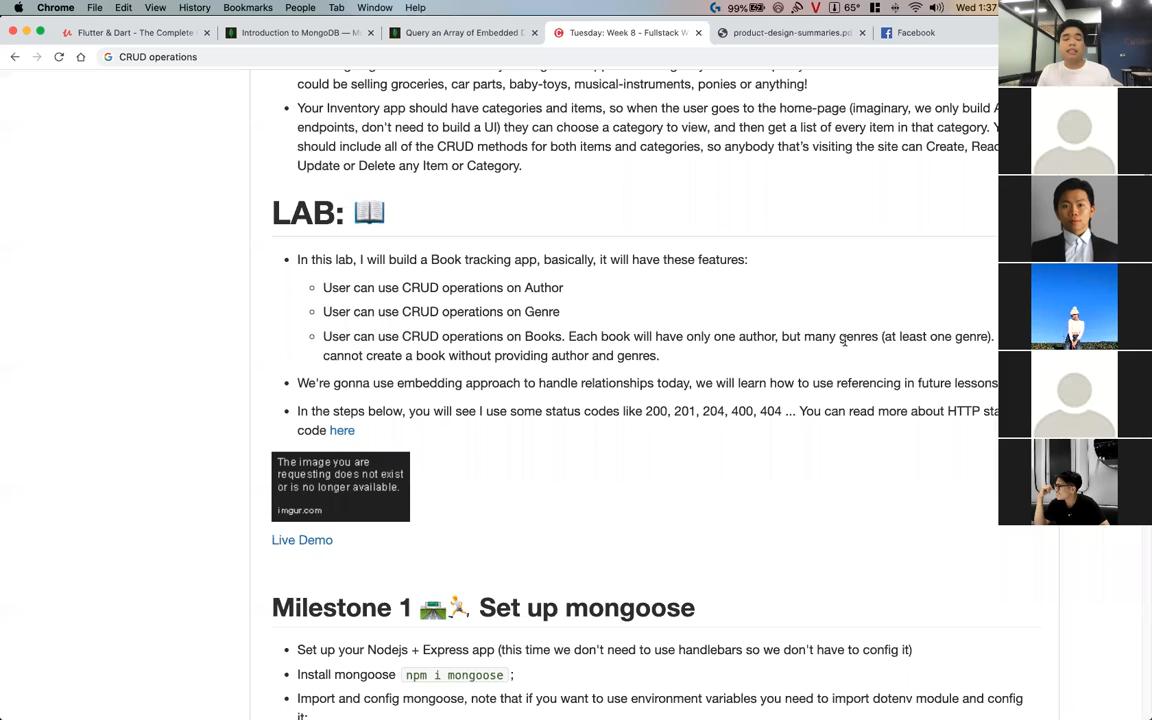 Chrome File Edit View History Bookmarks People Tab Window Help 99% 65° Wed 1:37
Flutter & Dart - The Complete Introduction to MongoDB — M Query an Array of Embedded D Tuesday: Week 8 - Fullstack W product-design-summaries.pd Facebook
CRUD operations
could be selling groceries, car parts, baby-toys, musical-instruments, ponies or anything!
• Your Inventory app should have categories and items, so when the user goes to the home-page (imaginary, we only build A
endpoints, don't need to build a UI) they can choose a category to view, and then get a list of every item in that category. Y
should include all of the CRUD methods for both items and categories, so anybody that's visiting the site can Create, Read
Update or Delete any Item or Category.
LAB: 📖
• In this lab, I will build a Book tracking app, basically, it will have these features:
◦ User can use CRUD operations on Author
◦ User can use CRUD operations on Genre
◦ User can use CRUD operations on Books. Each book will have only one author, but many genres (at least one genre).
cannot create a book without providing author and genres.
• We're gonna use embedding approach to handle relationships today, we will learn how to use referencing in future lessons
• In the steps below, you will see I use some status codes like 200, 201, 204, 400, 404 ... You can read more about HTTP sta
code here
The image you are
requesting does not exist
or is no longer available.
imgur.com
Live Demo
Milestone 1 🛤️🏃 Set up mongoose
• Set up your Nodejs + Express app (this time we don't need to use handlebars so we don't have to config it)
• Install mongoose npm i mongoose ;
• Import and config mongoose, note that if you want to use environment variables you need to import dotenv module and config
it: